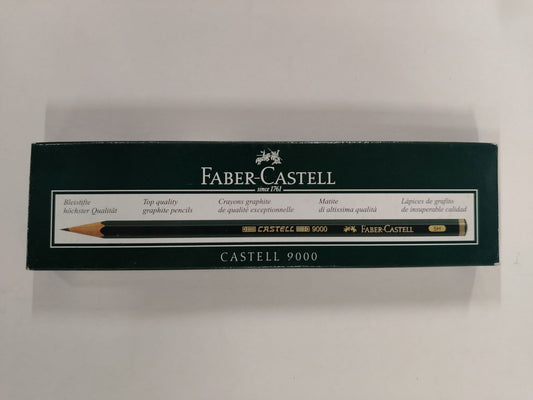 FABER-CASTELL
since 1761
Bleistifte
höchster Qualität
Top quality
graphite pencils
Crayons graphite
de qualité exceptionnelle
Matite
di altissima qualità
Lápices de grafito
de insuperable calidad
CASTELL 9000 FABER-CASTELL 5H
CASTELL 9000